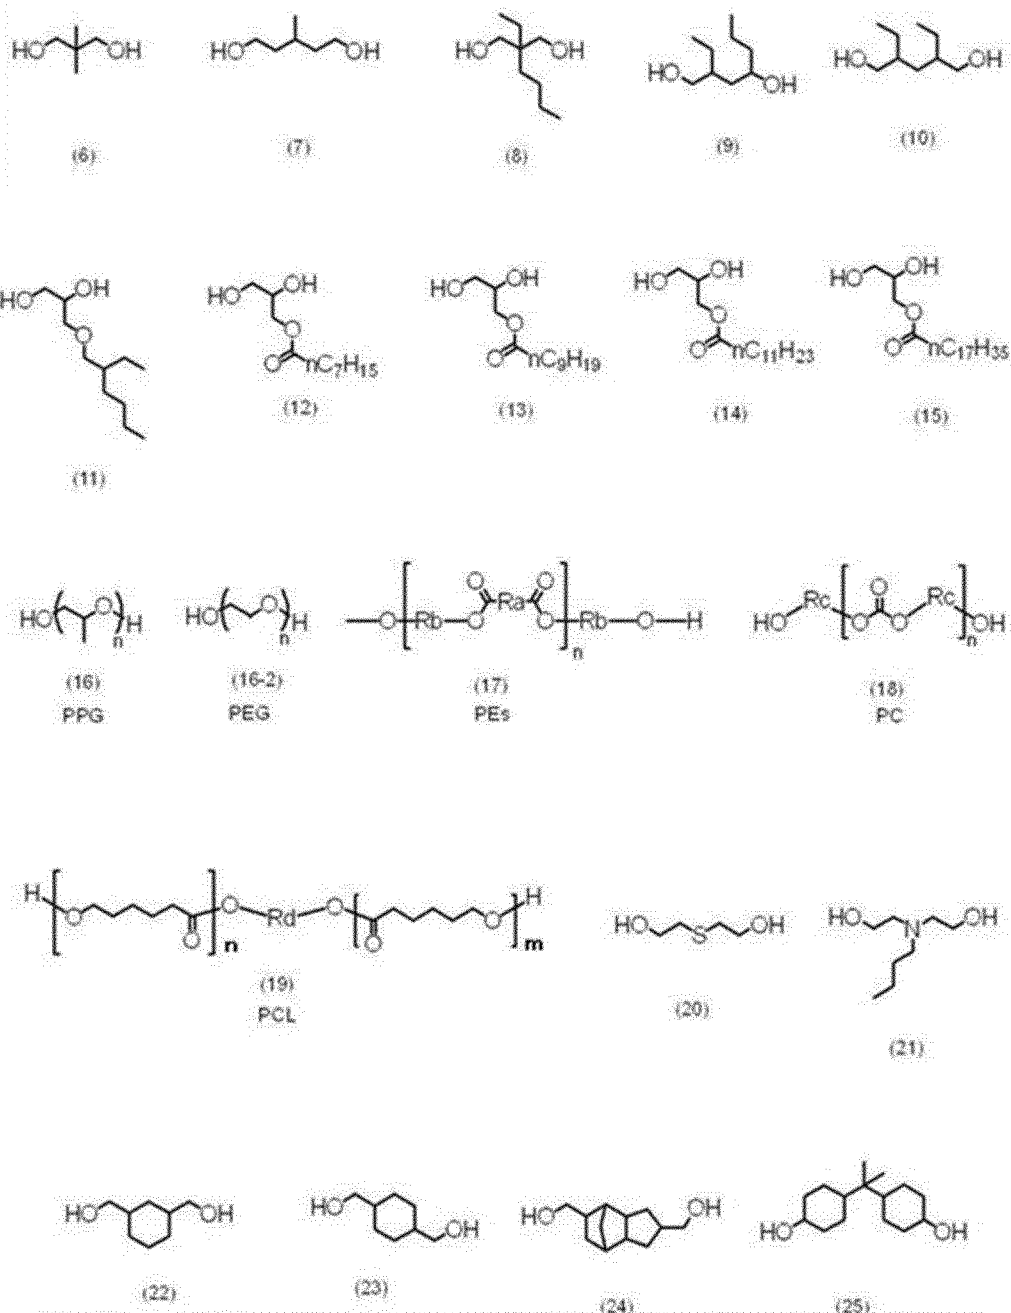 HO OH HO OH HO OH HO OH HO OH
(6) (7) (8) (9) (10)
HO OH HO OH HO OH HO OH HO OH
O O O O O
O nC7H15 O nC9H19 O nC11H23 O nC17H35
(11) (12) (13) (14) (15)
HO O H n HO O H n O Rb O O Ra O O n Rb O H HO Rc O O O Rc n OH
(16) (16-2) (17) (18)
PPG PEG PEs PC
H O O n O Rd O O O H m HO S OH HO N OH
(19) (20) (21)
PCL
HO OH HO OH HO OH HO OH
(22) (23) (24) (25)